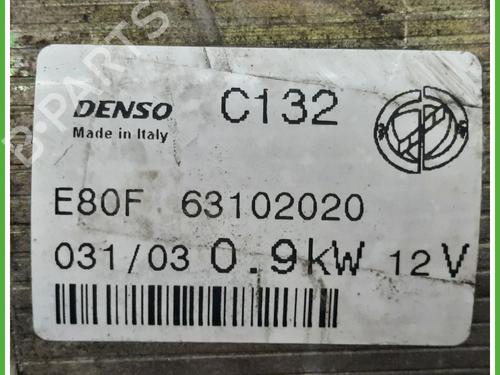 DENSO C132
Made in Italy
E80F 63102020
031/03 0.9kW 12V
B-PARTS